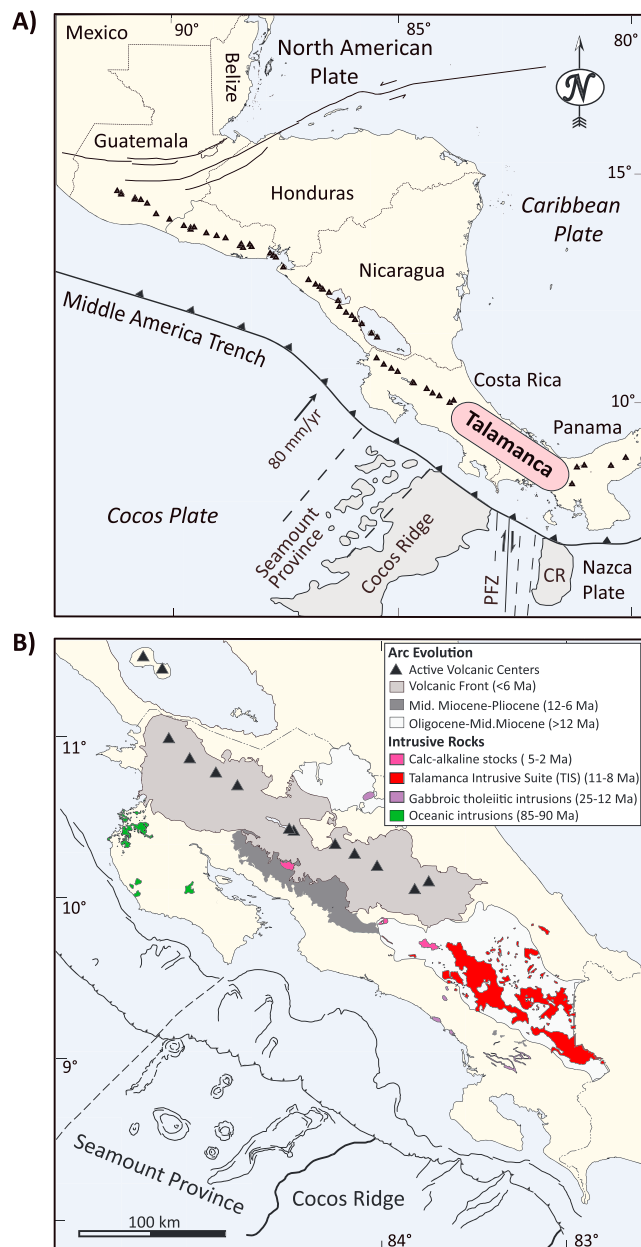 A)
90°
85°
80°
Mexico
Belize
North American
Plate
N
Guatemala
15°
Honduras
Caribbean
Plate
Nicaragua
Middle America
Trench
Costa Rica
10°
80 mm/yr
Talamanca
Panama
Cocos Plate
Seamount
Province
Cocos Ridge
PFZ
CR
Nazca
Plate
B)
Arc Evolution
Active Volcanic Centers
Volcanic Front (<6 Ma)
Mid. Miocene-Pliocene (12-6 Ma)
Oligocene-Mid.Miocene (>12 Ma)
Intrusive Rocks
Calc-alkaline stocks ( 5-2 Ma)
Talamanca Intrusive Suite (TIS) (11-8 Ma)
Gabbroic tholeiitic intrusions (25-12 Ma)
Oceanic intrusions (85-90 Ma)
11°
10°
9°
Seamount Province
Cocos Ridge
100 km
84°
83°